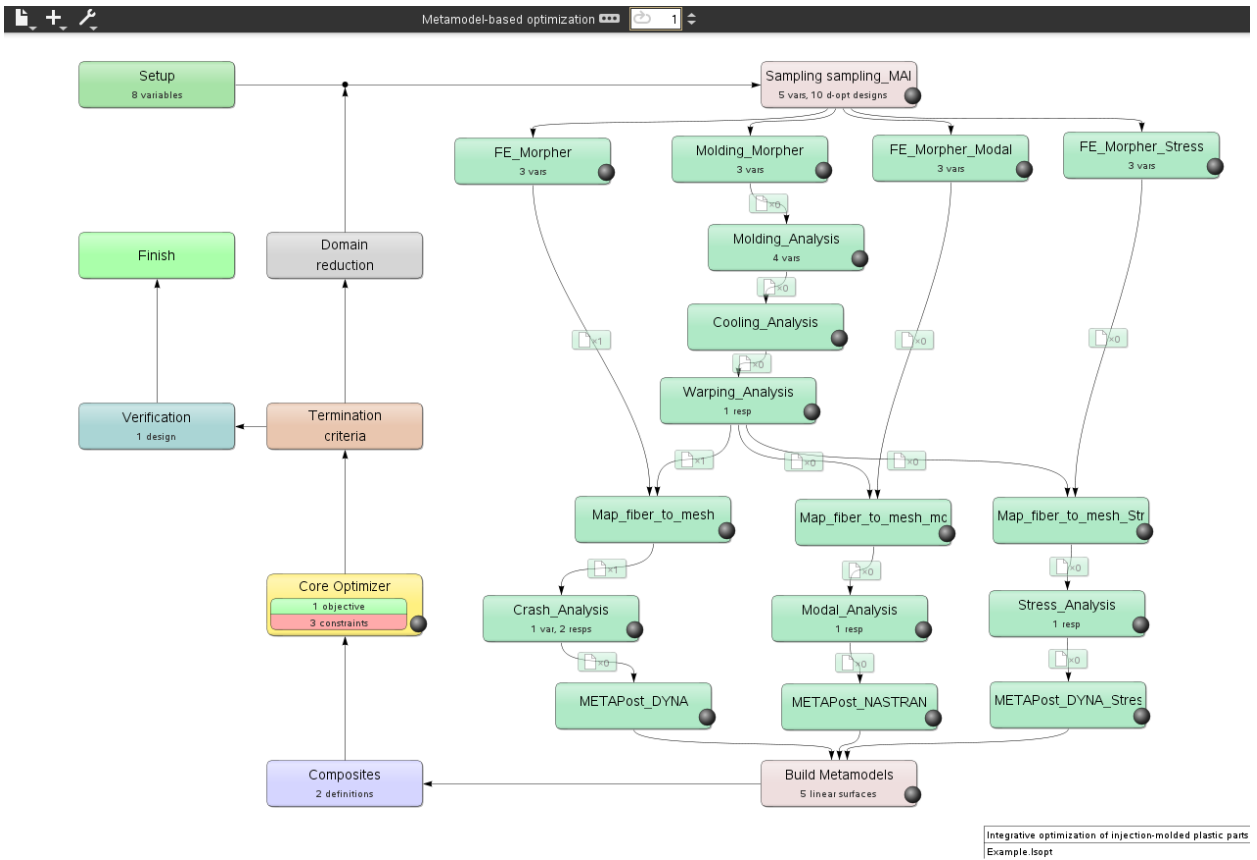 Metamodel-based optimization 1
Setup
8 variables
Sampling sampling_MAI
5 vars, 10 d-opt designs
FE_Morpher
3 vars
Molding_Morpher
3 vars
FE_Morpher_Modal
3 vars
FE_Morpher_Stress
3 vars
×0
Molding_Analysis
4 vars
Finish
Domain
reduction
×0
Cooling_Analysis
×1
×0
×0
×0
Warping_Analysis
1 resp
Verification
1 design
Termination
criteria
×1
×0
×0
Map_fiber_to_mesh
Map_fiber_to_mesh_mc
Map_fiber_to_mesh_Str
×1
×0
×0
Core Optimizer
1 objective
3 constraints
Crash_Analysis
1 var, 2 resps
Modal_Analysis
1 resp
Stress_Analysis
1 resp
×0
×0
×0
METAPost_DYNA
METAPost_NASTRAN
METAPost_DYNA_Stres
Composites
2 definitions
Build Metamodels
5 linear surfaces
Integrative optimization of injection-molded plastic parts
Example.lsopt